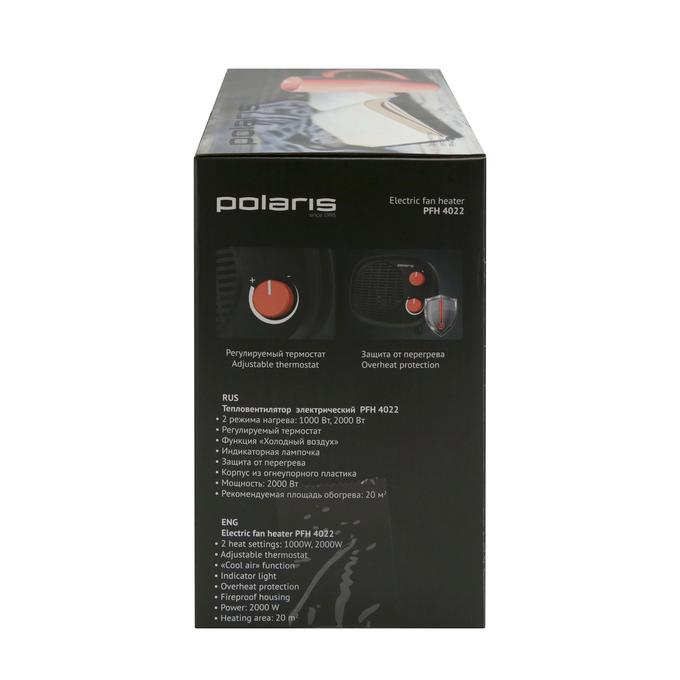 polaris
polaris
since 1995
Electric fan heater
PFH 4022
+ -
polaris
Регулируемый термостат
Adjustable thermostat
Защита от перегрева
Overheat protection
RUS
Тепловентилятор электрический PFH 4022
• 2 режима нагрева: 1000 Вт, 2000 Вт
• Регулируемый термостат
• Функция «Холодный воздух»
• Индикаторная лампочка
• Защита от перегрева
• Корпус из огнеупорного пластика
• Мощность: 2000 Вт
• Рекомендуемая площадь обогрева: 20 м²
ENG
Electric fan heater PFH 4022
• 2 heat settings: 1000W, 2000W
• Adjustable thermostat
• «Cool air» function
• Indicator light
• Overheat protection
• Fireproof housing
• Power: 2000 W
• Heating area: 20 m²